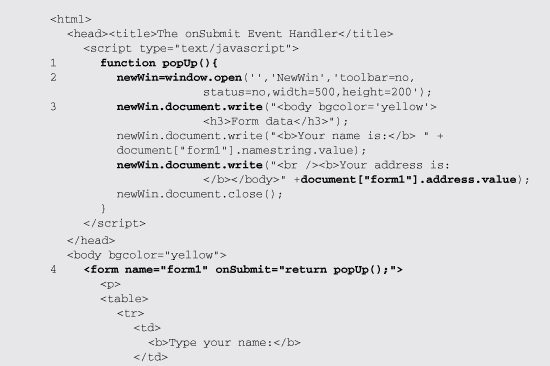 <html>
<head><title>The onSubmit Event Handler</title>
<script type="text/javascript">
1 function popUp(){
2 newWin=window.open('','NewWin','toolbar=no,
status=no,width=500,height=200');
3 newWin.document.write("<body bgcolor='yellow'>
<h3>Form data</h3>");
newWin.document.write("<b>Your name is:</b> " +
document["form1"].namestring.value);
newWin.document.write("<br /><b>Your address is:
</b></body>" +document["form1"].address.value);
newWin.document.close();
}
</script>
</head>
<body bgcolor="yellow">
4 <form name="form1" onSubmit="return popUp();">
<p>
<table>
<tr>
<td>
<b>Type your name:</b>
</td>